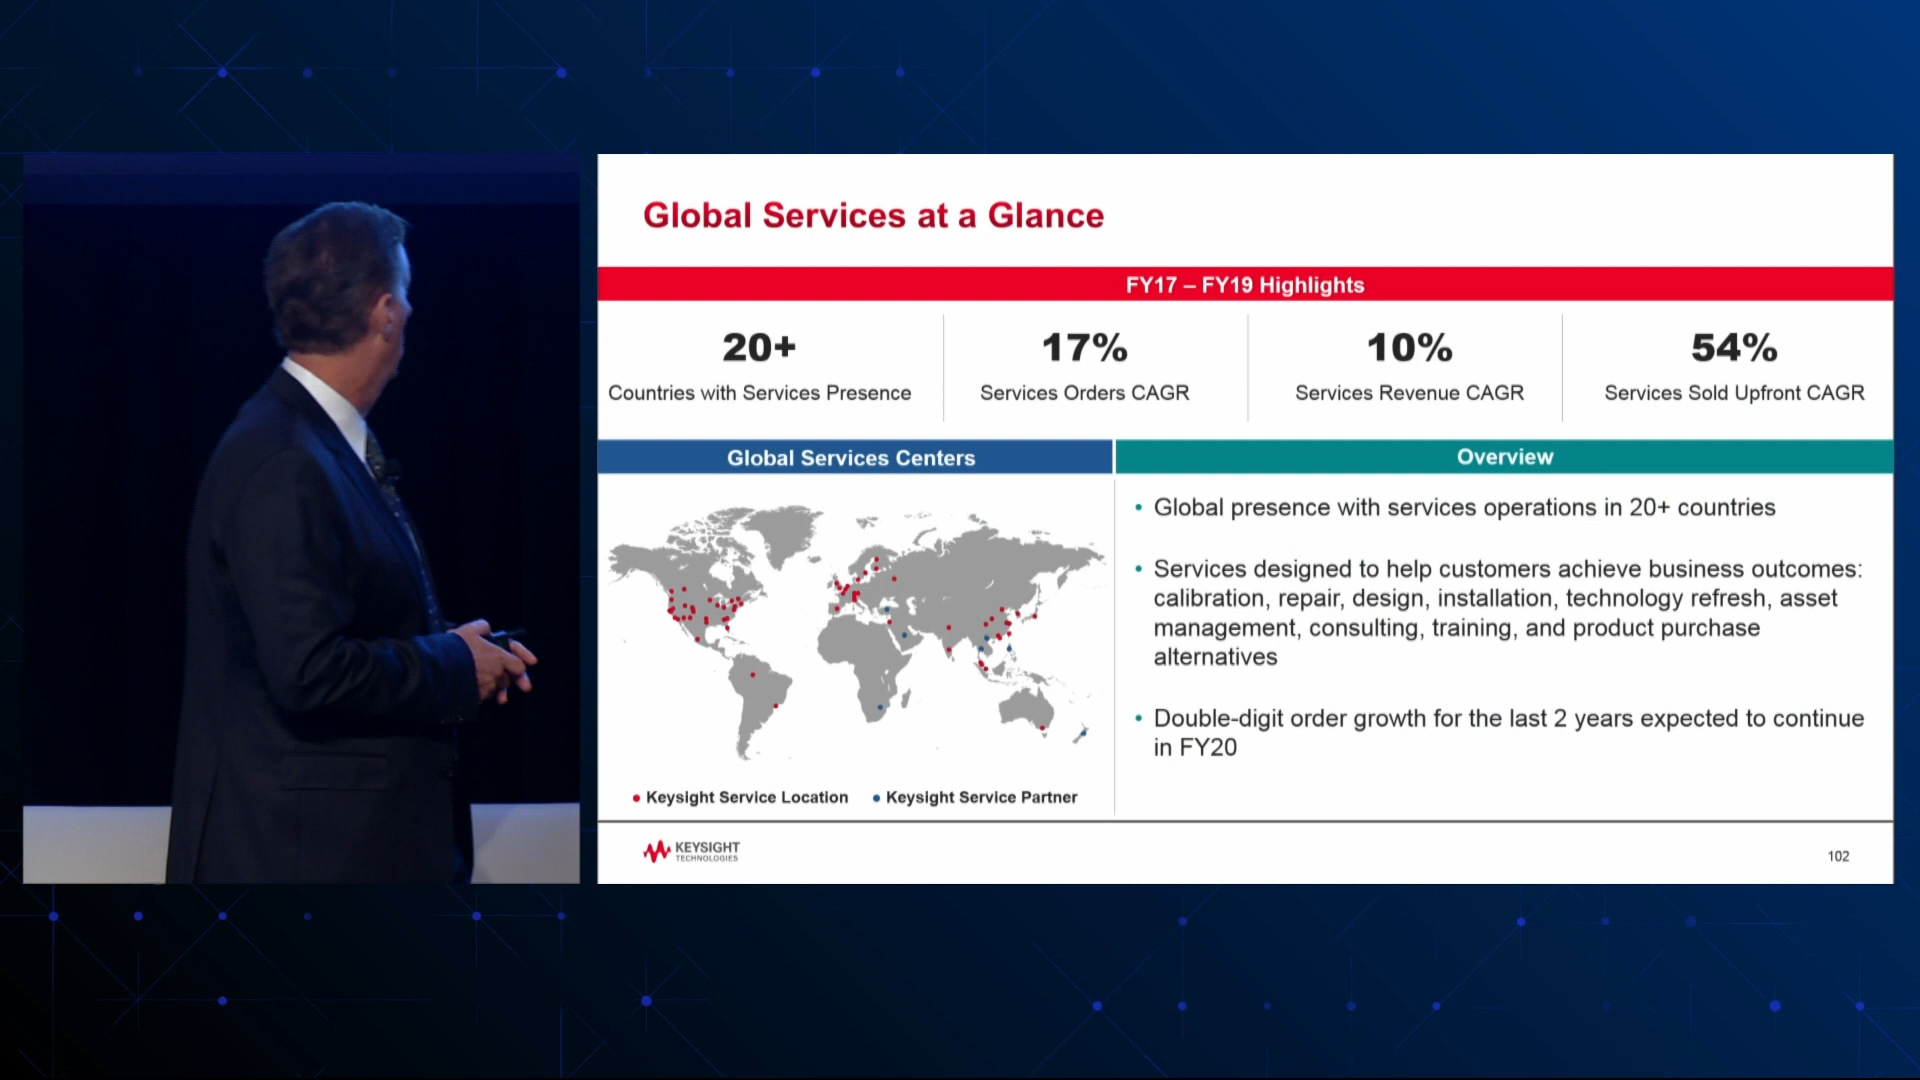 Global Services at a Glance
FY17 – FY19 Highlights
20+
Countries with Services Presence
17%
Services Orders CAGR
10%
Services Revenue CAGR
54%
Services Sold Upfront CAGR
Global Services Centers
• Keysight Service Location
• Keysight Service Partner
Overview
• Global presence with services operations in 20+ countries
• Services designed to help customers achieve business outcomes:
calibration, repair, design, installation, technology refresh, asset
management, consulting, training, and product purchase
alternatives
• Double-digit order growth for the last 2 years expected to continue
in FY20
KEYSIGHT
TECHNOLOGIES
102